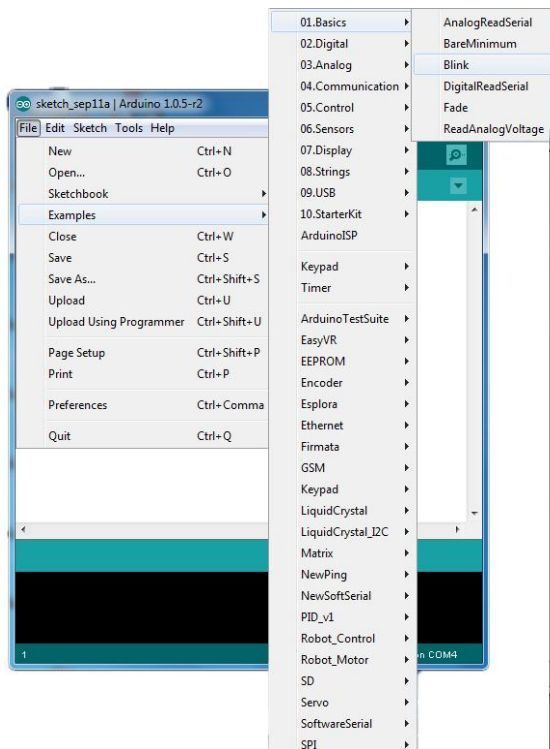 sketch_sep11a | Arduino 1.0.5-r2
File Edit Sketch Tools Help
New Ctrl+N
Open... Ctrl+O
Sketchbook
Examples
Close Ctrl+W
Save Ctrl+S
Save As... Ctrl+Shift+S
Upload Ctrl+U
Upload Using Programmer Ctrl+Shift+U
Page Setup Ctrl+Shift+P
Print Ctrl+P
Preferences Ctrl+Comma
Quit Ctrl+Q
01.Basics
02.Digital
03.Analog
04.Communication
05.Control
06.Sensors
07.Display
08.Strings
09.USB
10.StarterKit
ArduinoISP
Keypad
Timer
ArduinoTestSuite
EasyVR
EEPROM
Encoder
Esplora
Ethernet
Firmata
GSM
Keypad
LiquidCrystal
LiquidCrystal_I2C
Matrix
NewPing
NewSoftSerial
PID_v1
Robot_Control
Robot_Motor
SD
Servo
SoftwareSerial
SPI
AnalogReadSerial
BareMinimum
Blink
DigitalReadSerial
Fade
ReadAnalogVoltage
1
on COM4